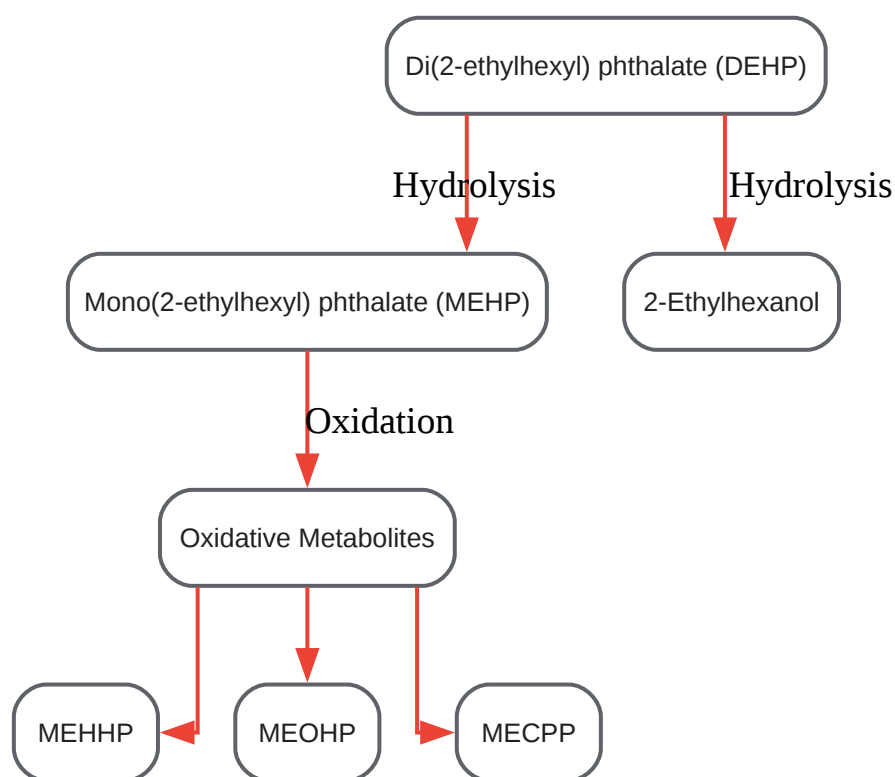 Di(2-ethylhexyl) phthalate (DEHP)
Hydrolysis
Hydrolysis
Mono(2-ethylhexyl) phthalate (MEHP)
2-Ethylhexanol
Oxidation
Oxidative Metabolites
MEHHP
MEOHP
MECPP